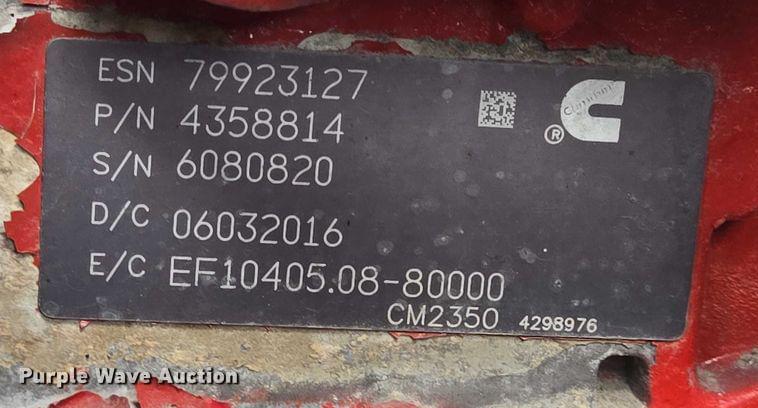 ESN 79923127
P/N 4358814
S/N 6080820
D/C 06032016
E/C EF10405.08-80000
CM2350 4298976
®
Cummins
Purple Wave Auction